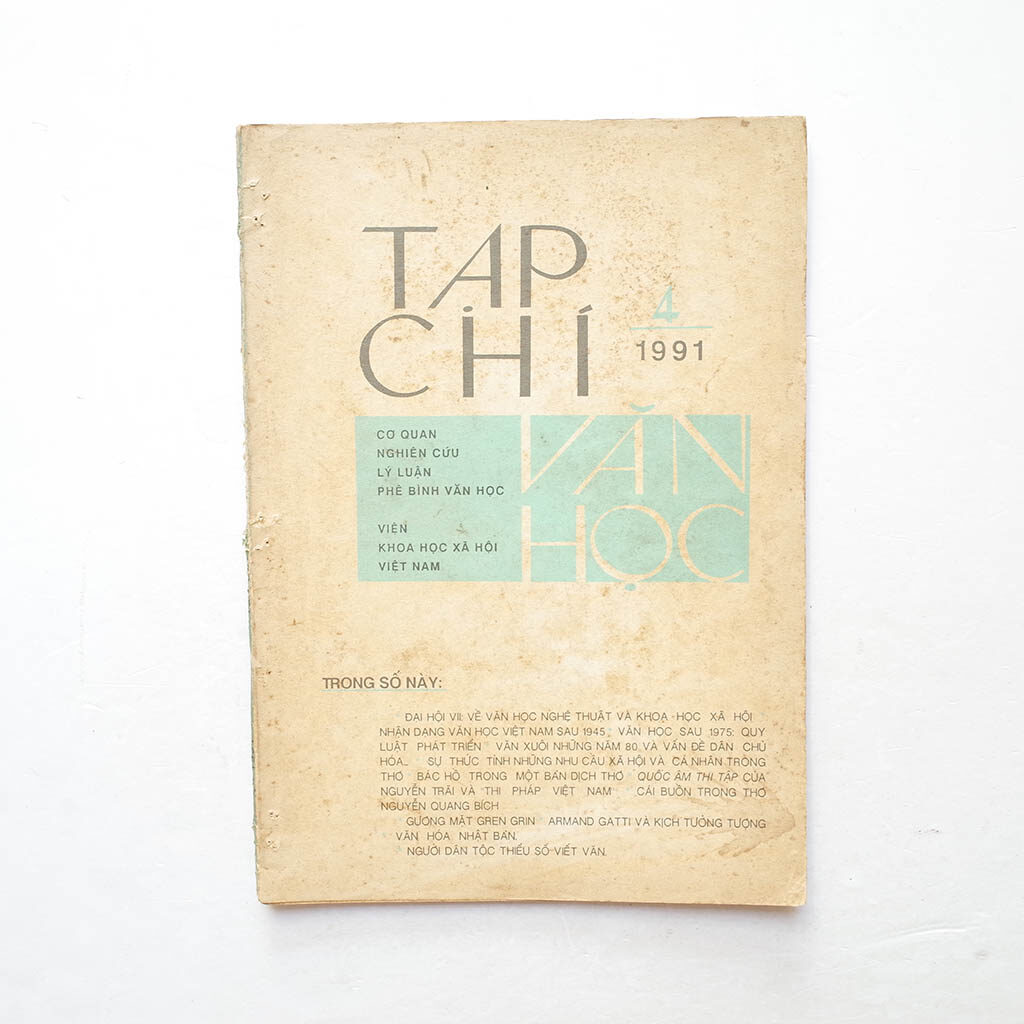 TẠP
CHÍ
4
1991
VĂN
HỌC
CƠ QUAN
NGHIÊN CỨU
LÝ LUẬN
PHÊ BÌNH VĂN HỌC
VIỆN
KHOA HỌC XÃ HỘI
VIỆT NAM
TRONG SỐ NÀY:
ĐẠI HỘI VII: VỀ VĂN HỌC NGHỆ THUẬT VÀ KHOA HỌC XÃ HỘI
NHẬN DẠNG VĂN HỌC VIỆT NAM SAU 1945 VĂN HỌC SAU 1975: QUY
LUẬT PHÁT TRIỂN VĂN XUÔI NHỮNG NĂM 80 VÀ VẤN ĐỀ DÂN CHỦ
HÓA... SỰ THỨC TỈNH NHỮNG NHU CẦU XÃ HỘI VÀ CÁ NHÂN TRONG
THƠ BÁC HỒ TRONG MỘT BẢN DỊCH THƠ QUỐC ÂM THI TẬP CỦA
NGUYỄN TRÃI VÀ THI PHÁP VIỆT NAM CÁI BUỒN TRONG THƠ
NGUYỄN QUANG BÍCH
GƯƠNG MẶT GREN GRIN ARMAND GATTI VÀ KỊCH TƯỞNG TƯỢNG
VĂN HÓA NHẬT BẢN.
NGƯỜI DÂN TỘC THIỂU SỐ VIẾT VĂN.